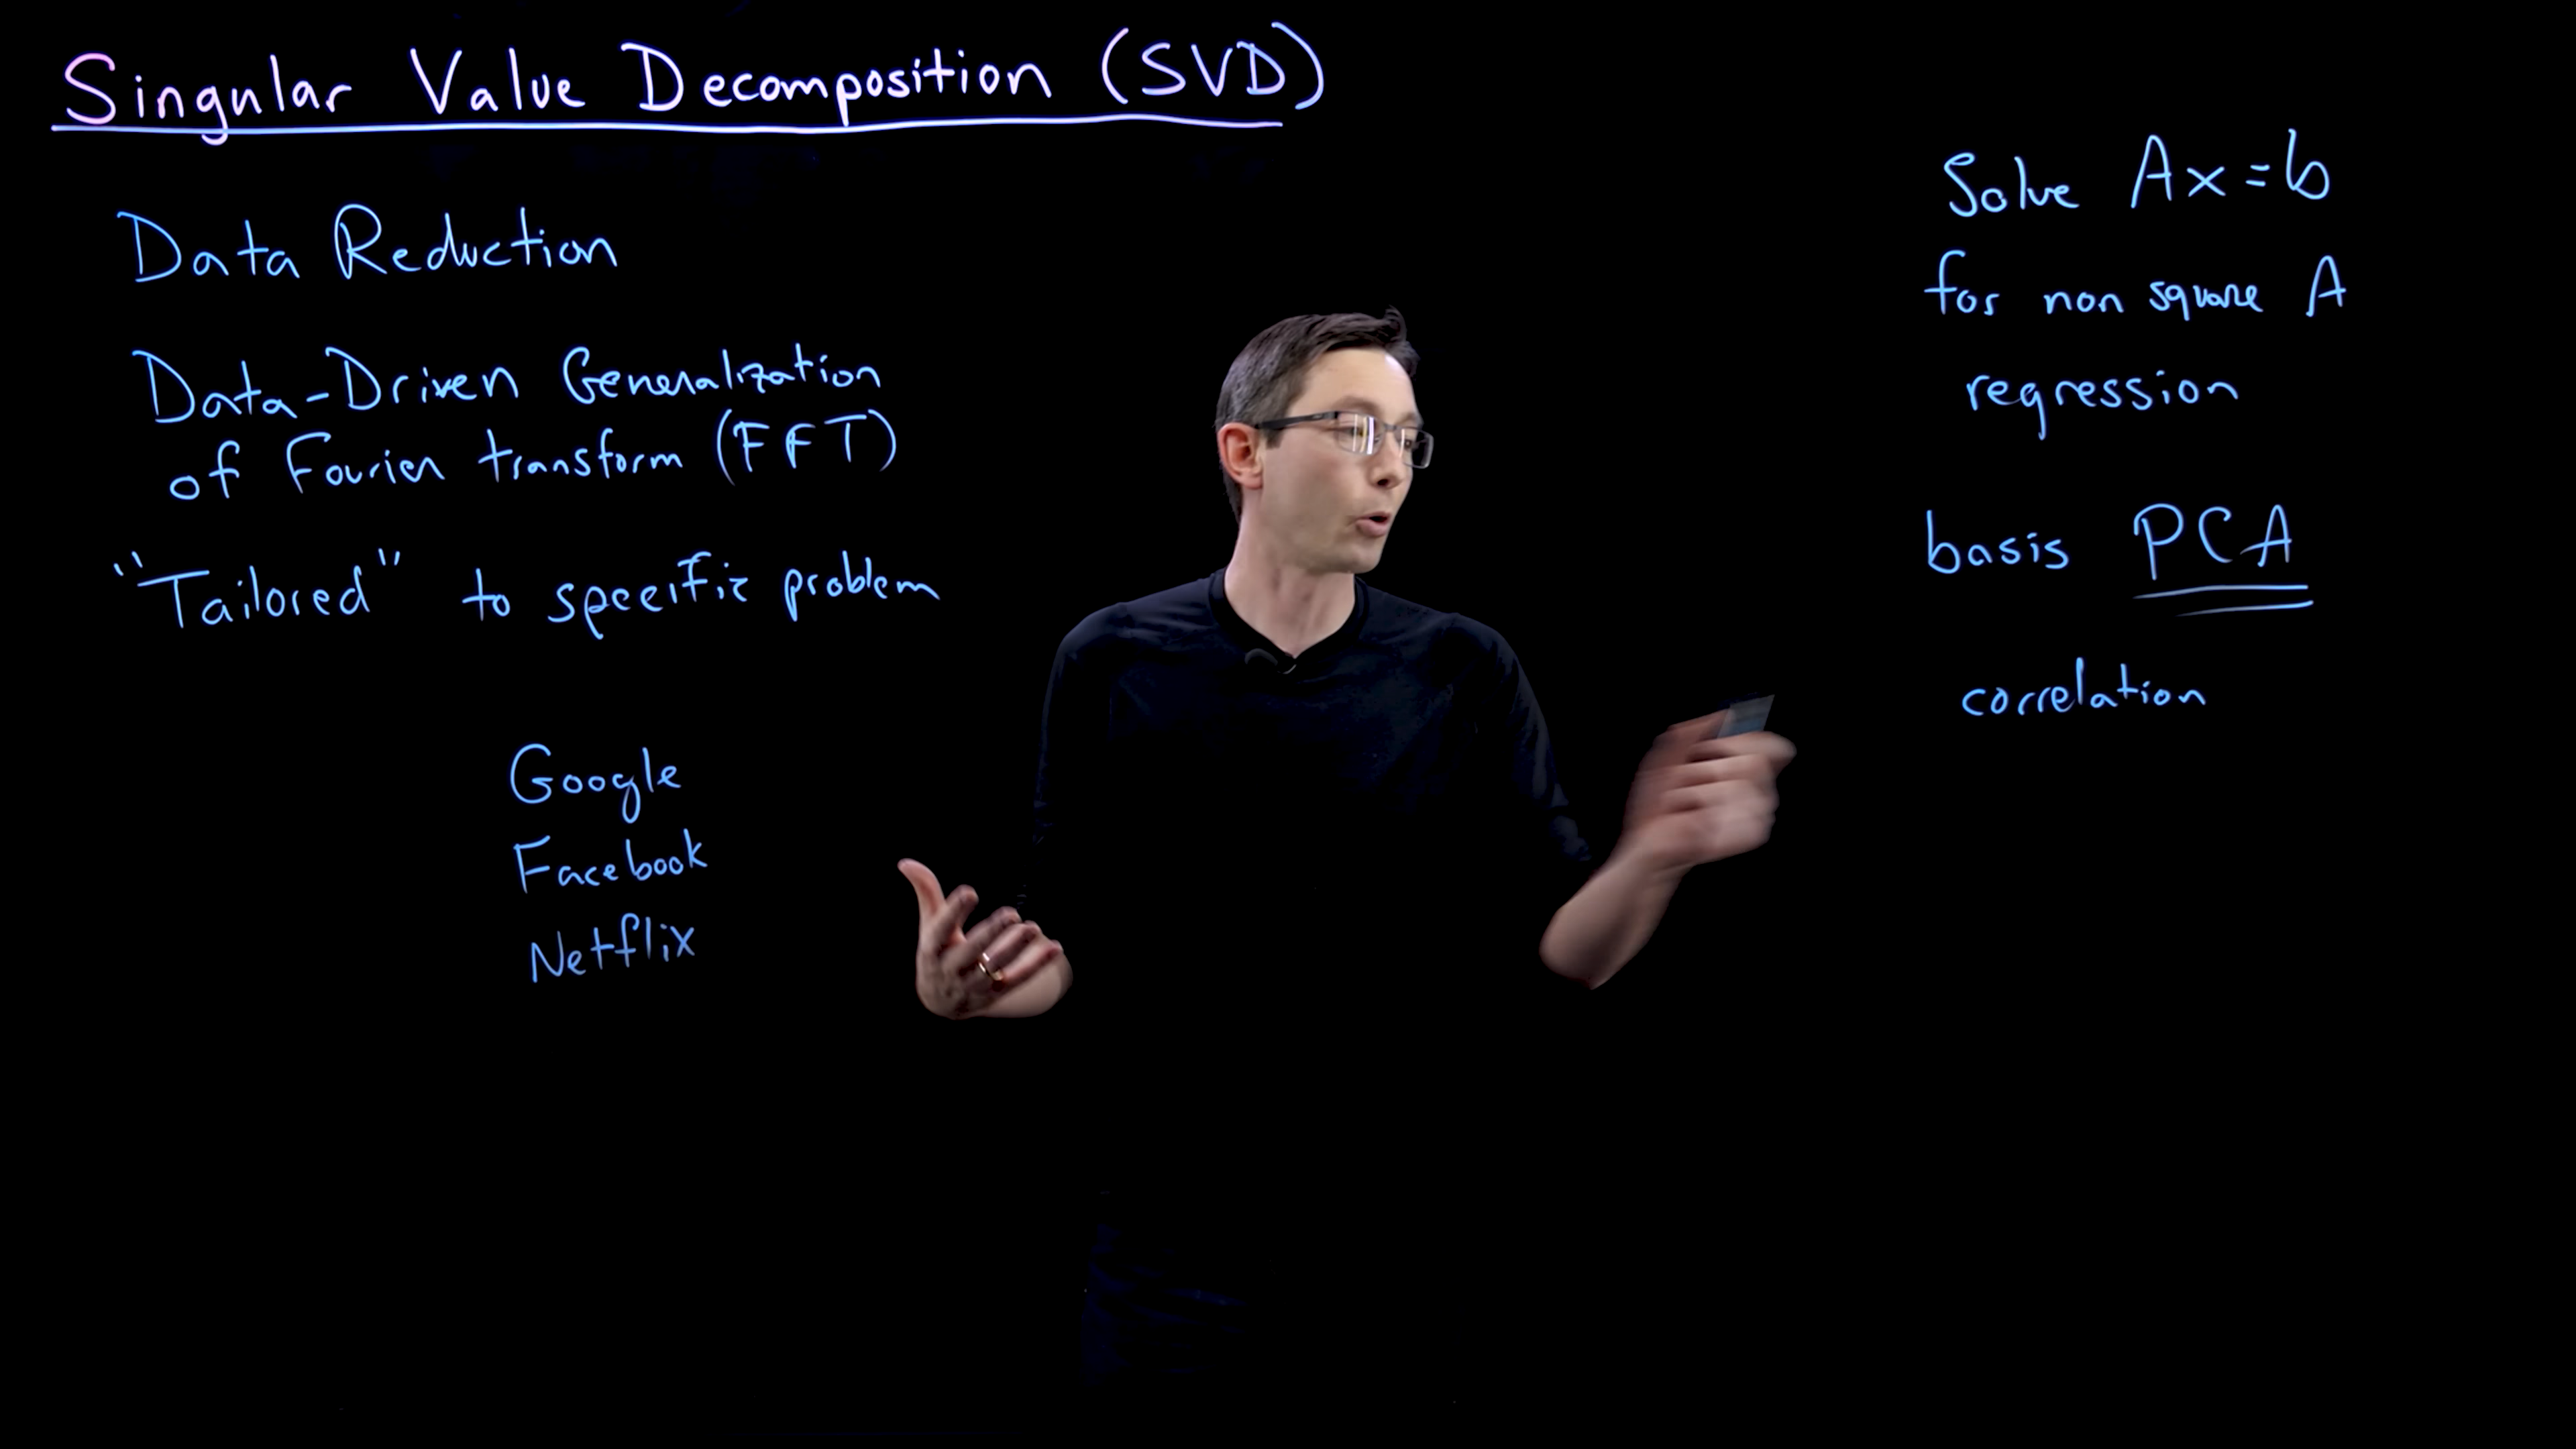 Singular Value Decomposition (SVD)
Data Reduction
Data-Driven Generalization
of Fourier transform (FFT)
"Tailored" to specific problem
Google
Facebook
Netflix
Solve Ax=b
for non square A
regression
basis PCA
correlation